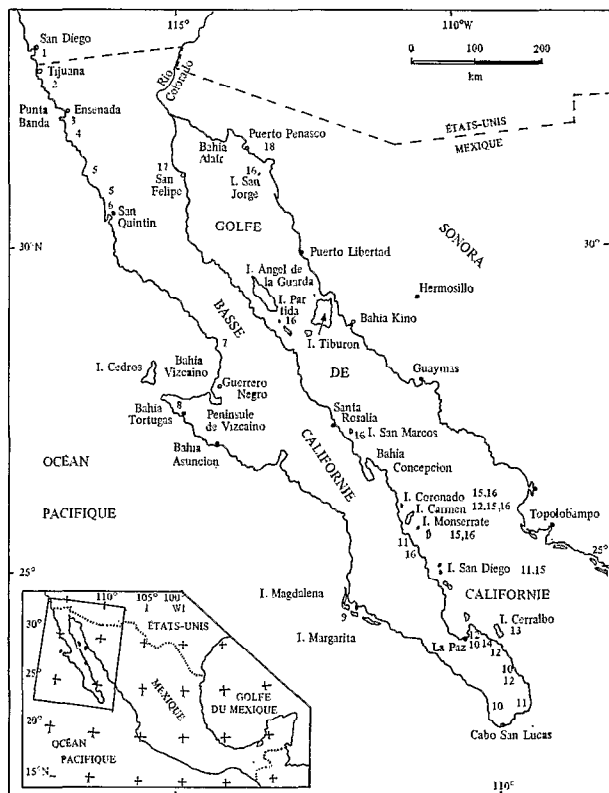 115°
110°W
San Diego
1
Tijuana
2
Punta
Banda
Ensenada
3
4
5
5
6
San
Quintin
Rio
Colorado
0 100 200
km
ÉTATS-UNIS
MEXIQUE
Bahia
Adair
Puerto Penasco
18
17
San
Felipe
16
I. San
Jorge
GOLFE
30°N
30°
Puerto Libertad
SONORA
Hermosillo
I. Angel de
la Guarda
I. Par
tida
16
I. Tiburon
Bahia Kino
BASSE
7
I. Cedros
Bahia
Vizcaino
Guerrero
Negro
DE
Guaymas
8
Bahia
Tortugas
Peninsule
de Vizcaino
Bahia
Asuncion
Santa
Rosalia
16
I. San Marcos
Bahia
Concepcion
CALIFORNIE
OCÉAN
PACIFIQUE
I. Coronado 15,16
I. Carmen 12,15,16
I. Monserrate
15,16
11
16
Topolobampo
25°
25°
I. San Diego 11,15
CALIFORNIE
I. Magdalena
9
I. Margarita
I. Cerralbo
13
La Paz
12
10
14
12
10
12
10
11
Cabo San Lucas
110°
110° 105° 100°
W
30°
25°
20°
15°N
ÉTATS-UNIS
MEXIQUE
GOLFE
DU MEXIQUE
OCÉAN
PACIFIQUE